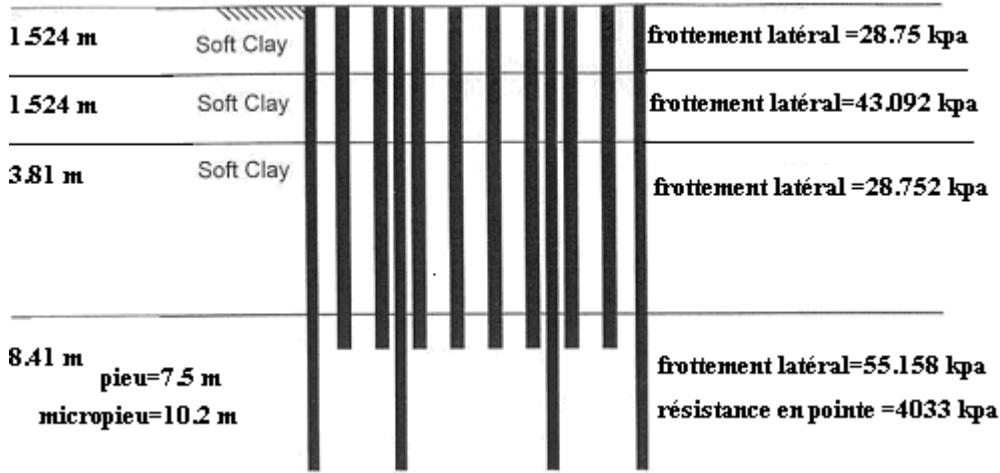 1.524 m
Soft Clay
frottement latéral =28.75 kpa
1.524 m
Soft Clay
frottement latéral=43.092 kpa
3.81 m
Soft Clay
frottement latéral =28.752 kpa
8.41 m
pieu=7.5 m
micropieu=10.2 m
frottement latéral=55.158 kpa
résistance en pointe =4033 kpa